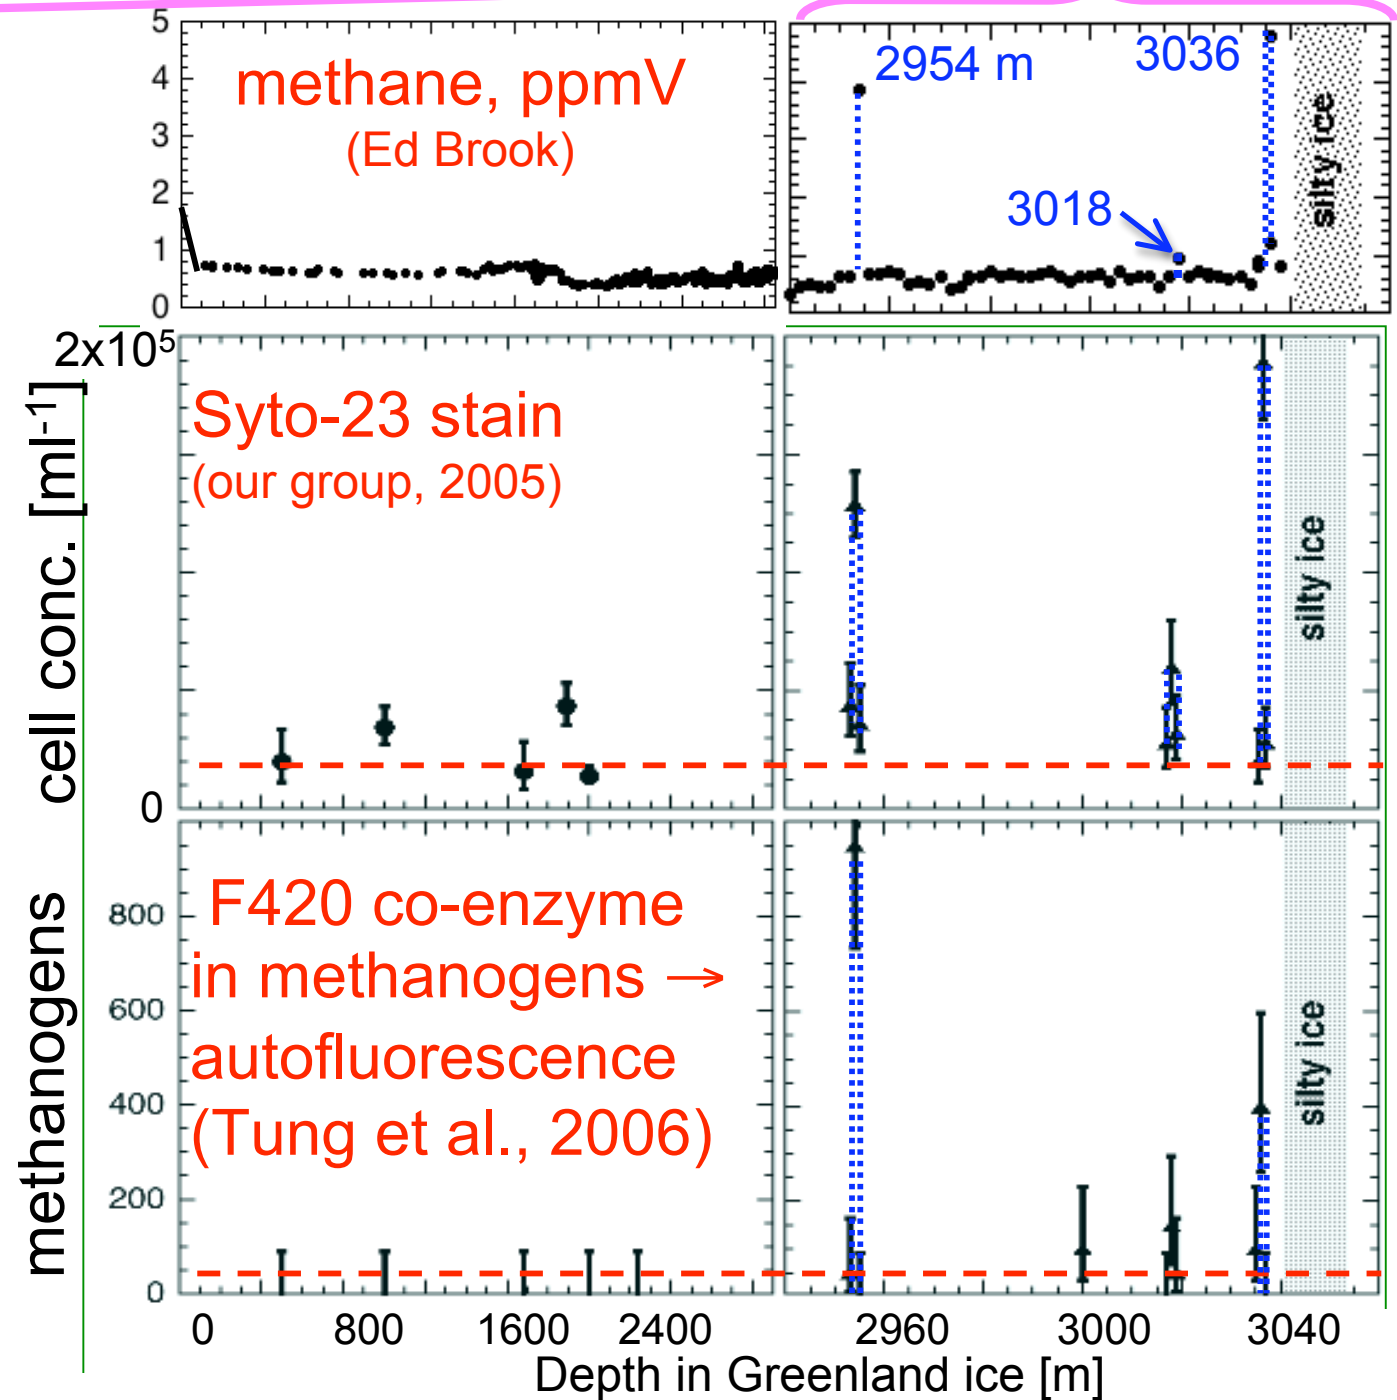 5
4
3
2
1
0
methane, ppmV
(Ed Brook)
2954 m
3036
3018
silty ice
2x10⁵
0
cell conc. [ml⁻¹]
Syto-23 stain
(our group, 2005)
silty ice
methanogens
800
600
400
200
0
F420 co-enzyme
in methanogens →
autofluorescence
(Tung et al., 2006)
silty ice
0 800 1600 2400 2960 3000 3040
Depth in Greenland ice [m]